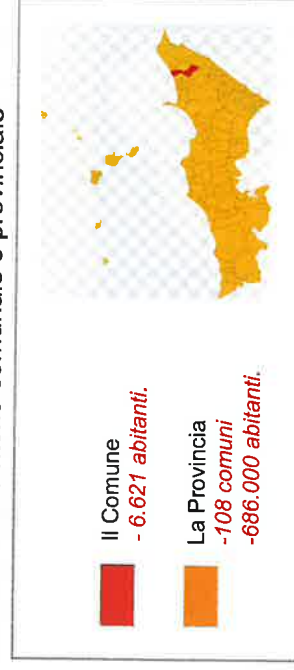 comunale e provinciale
Il Comune
- 6.621 abitanti.
La Provincia
-108 comuni
-686.000 abitanti.